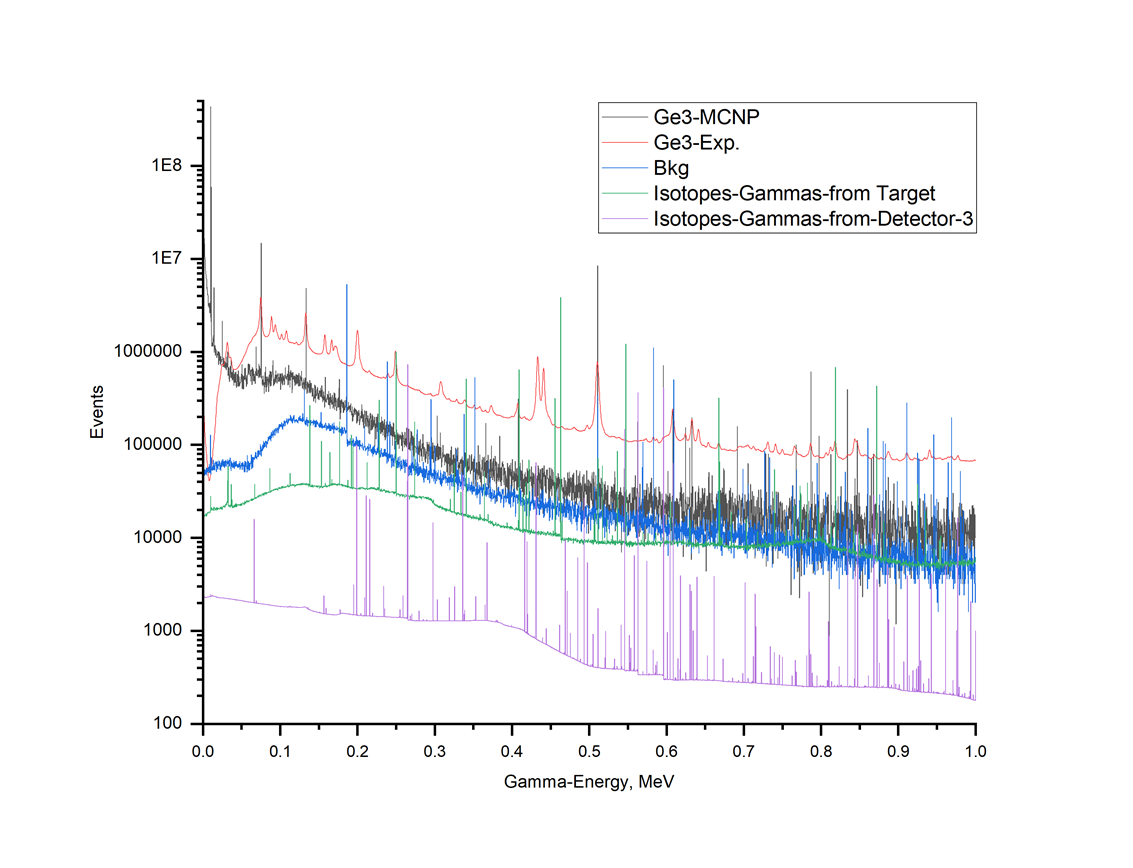 Ge3-MCNP
Ge3-Exp.
Bkg
Isotopes-Gammas-from Target
Isotopes-Gammas-from-Detector-3
1E8
1E7
1000000
100000
10000
1000
100
Events
0.0 0.1 0.2 0.3 0.4 0.5 0.6 0.7 0.8 0.9 1.0
Gamma-Energy, MeV